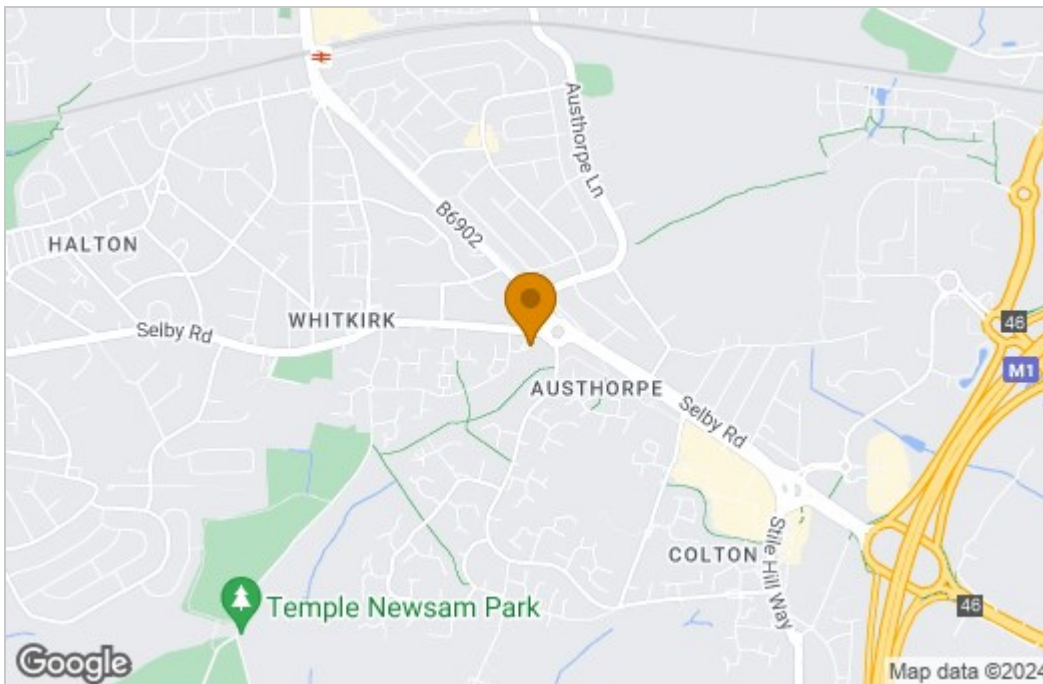 Austhorpe Ln
B6902
HALTON
WHITKIRK
Selby Rd
46
M1
AUSTHORPE
Selby Rd
COLTON
Stile Hill Way
Temple Newsam Park
46
Google
Map data ©2024